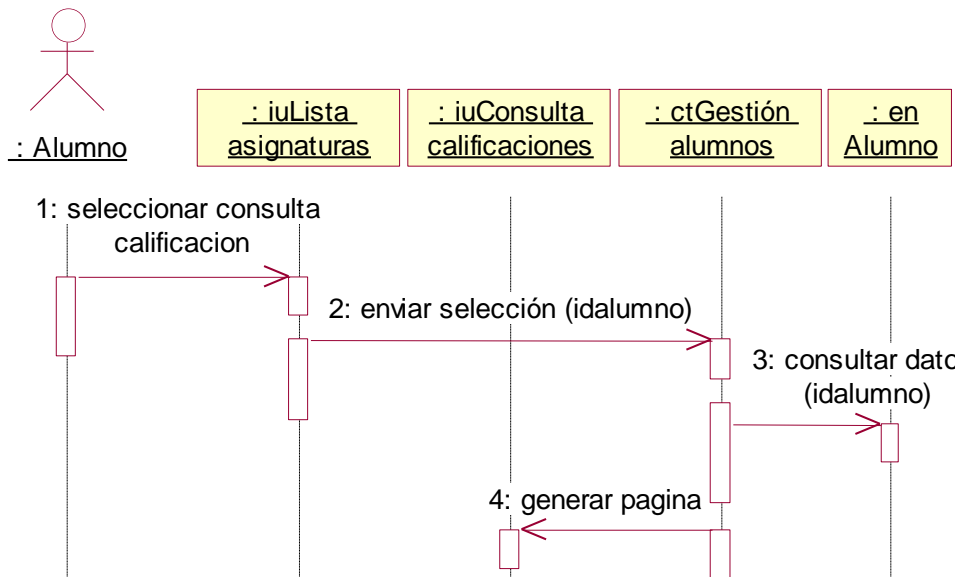 : Alumno
: iuLista
asignaturas
: iuConsulta
calificaciones
: ctGestión
alumnos
: en
Alumno
1: seleccionar consulta
calificacion
2: enviar selección (idalumno)
3: consultar dato
(idalumno)
4: generar pagina